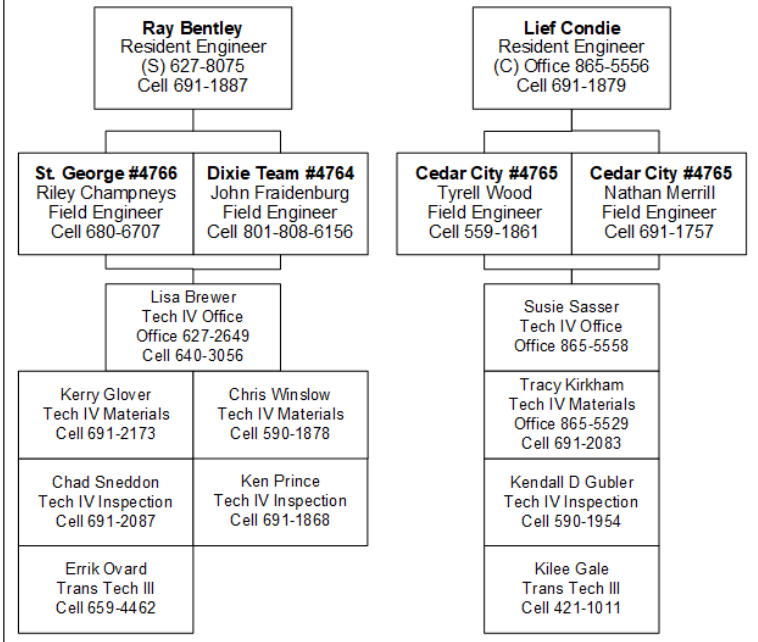 Ray Bentley
Resident Engineer
(S) 627-8075
Cell 691-1887
Lief Condie
Resident Engineer
(C) Office 865-5556
Cell 691-1879
St. George #4766
Riley Champneys
Field Engineer
Cell 680-6707
Dixie Team #4764
John Fraidenburg
Field Engineer
Cell 801-808-6156
Cedar City #4765
Tyrell Wood
Field Engineer
Cell 559-1861
Cedar City #4765
Nathan Merrill
Field Engineer
Cell 691-1757
Lisa Brewer
Tech IV Office
Office 627-2649
Cell 640-3056
Susie Sasser
Tech IV Office
Office 865-5558
Kerry Glover
Tech IV Materials
Cell 691-2173
Chris Winslow
Tech IV Materials
Cell 590-1878
Tracy Kirkham
Tech IV Materials
Office 865-5529
Cell 691-2083
Chad Sneddon
Tech IV Inspection
Cell 691-2087
Ken Prince
Tech IV Inspection
Cell 691-1868
Kendall D Gubler
Tech IV Inspection
Cell 590-1954
Errik Ovard
Trans Tech III
Cell 659-4462
Kilee Gale
Trans Tech III
Cell 421-1011